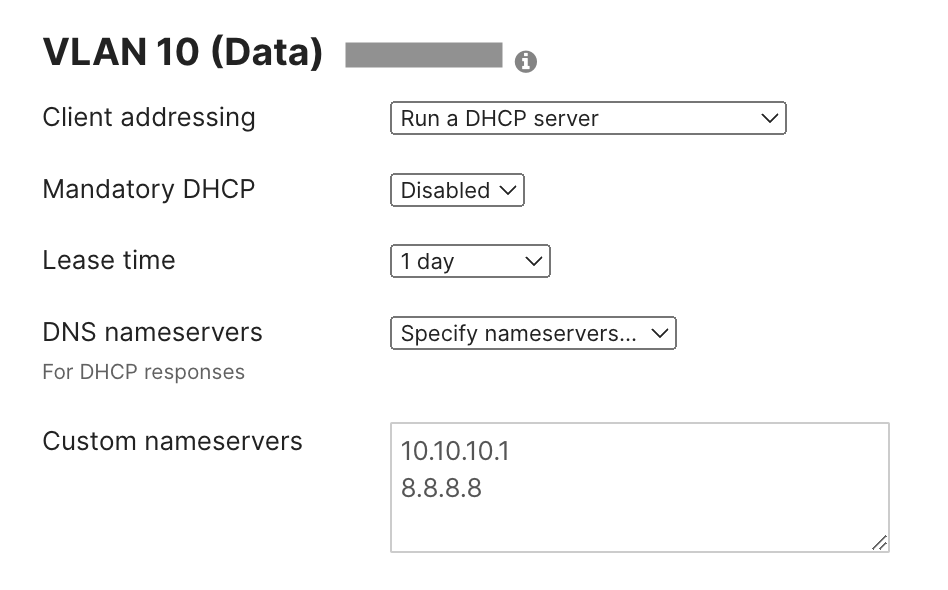 VLAN 10 (Data)
Client addressing
Run a DHCP server
Mandatory DHCP
Disabled
Lease time
1 day
DNS nameservers
Specify nameservers...
For DHCP responses
Custom nameservers
10.10.10.1
8.8.8.8